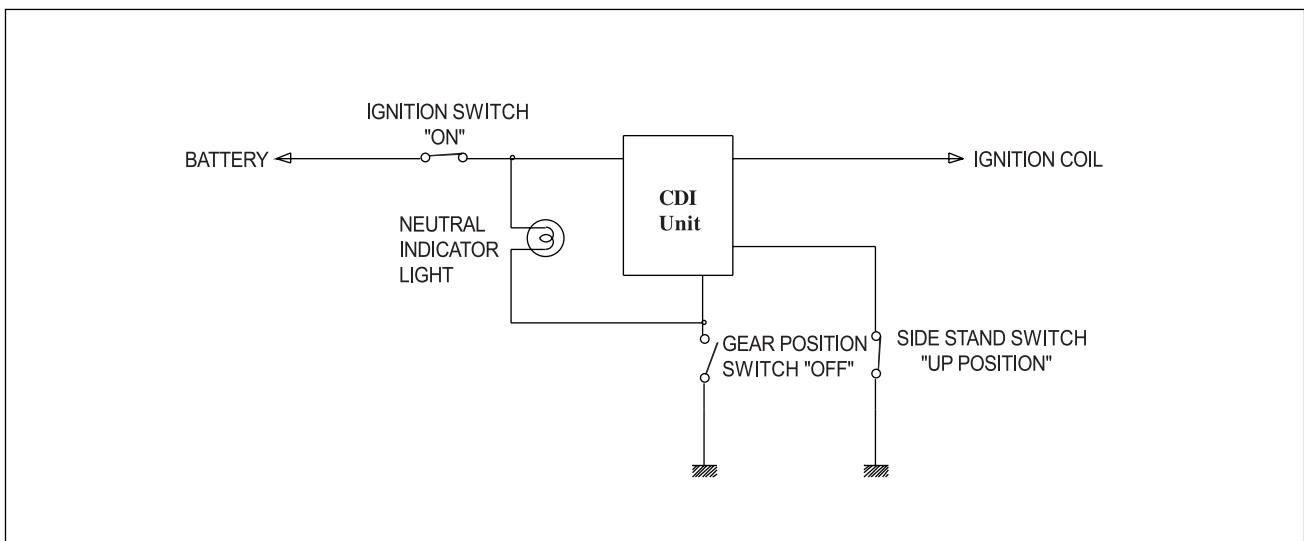 IGNITION SWITCH
"ON"
BATTERY
IGNITION COIL
CDI
Unit
NEUTRAL
INDICATOR
LIGHT
GEAR POSITION
SWITCH "OFF"
SIDE STAND SWITCH
"UP POSITION"